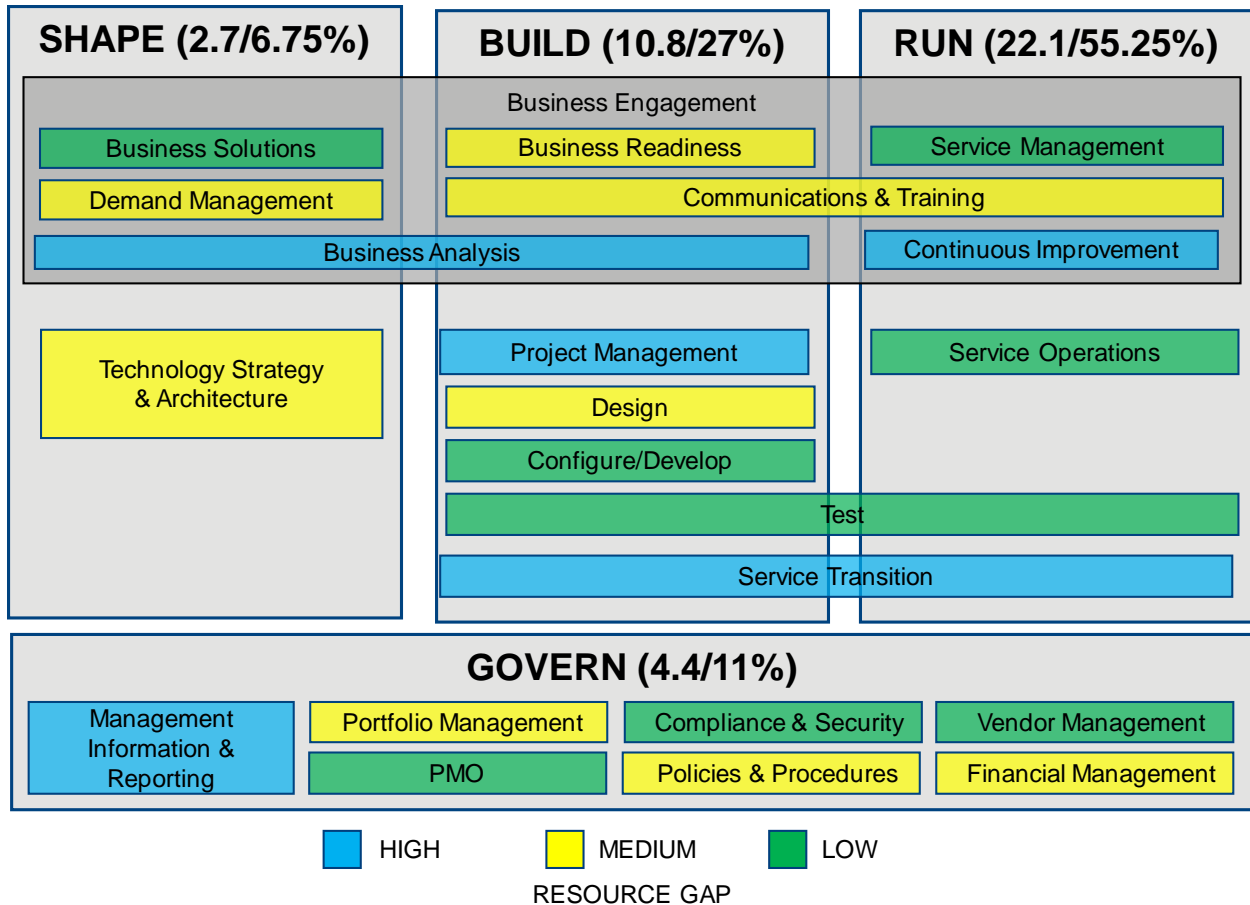 SHAPE (2.7/6.75%)
BUILD (10.8/27%)
RUN (22.1/55.25%)
Business Engagement
Business Solutions
Business Readiness
Service Management
Demand Management
Communications & Training
Business Analysis
Continuous Improvement
Technology Strategy
& Architecture
Project Management
Service Operations
Design
Configure/Develop
Test
Service Transition
GOVERN (4.4/11%)
Management
Information &
Reporting
Portfolio Management
Compliance & Security
Vendor Management
PMO
Policies & Procedures
Financial Management
HIGH
MEDIUM
LOW
RESOURCE GAP